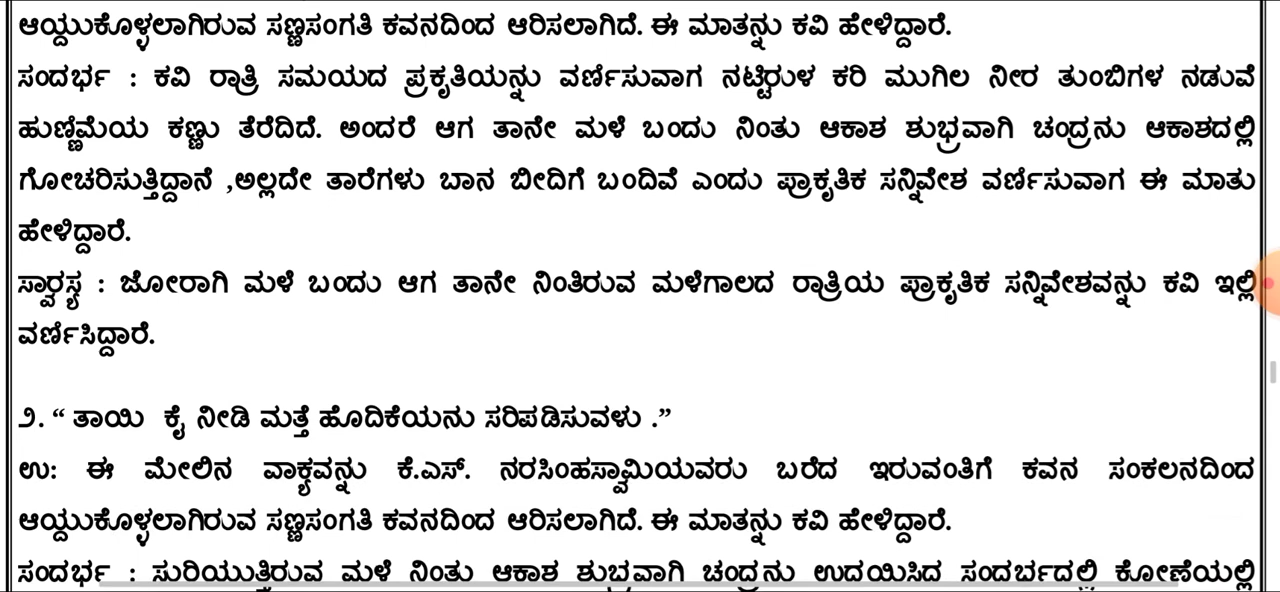 ಆಯ್ದುಕೊಳ್ಳಲಾಗಿರುವ ಸಣ್ಣಸಂಗತಿ ಕವನದಿಂದ ಆರಿಸಲಾಗಿದೆ. ಈ ಮಾತನ್ನು ಕವಿ ಹೇಳಿದ್ದಾರೆ.
ಸಂದರ್ಭ : ಕವಿ ರಾತ್ರಿ ಸಮಯದ ಪ್ರಕೃತಿಯನ್ನು ವರ್ಣಿಸುವಾಗ ನಟ್ಟಿರುಳ ಕರಿ ಮುಗಿಲ ನೀರ ತುಂಬಿಗಳ ನಡುವೆ
ಹುಣ್ಣಿಮೆಯ ಕಣ್ಣು ತೆರೆದಿದೆ. ಅಂದರೆ ಆಗ ತಾನೇ ಮಳೆ ಬಂದು ನಿಂತು ಆಕಾಶ ಶುಭ್ರವಾಗಿ ಚಂದ್ರನು ಆಕಾಶದಲ್ಲಿ
ಗೋಚರಿಸುತ್ತಿದ್ದಾನೆ ,ಅಲ್ಲದೇ ತಾರೆಗಳು ಬಾನ ಬೀದಿಗೆ ಬಂದಿವೆ ಎಂದು ಪ್ರಾಕೃತಿಕ ಸನ್ನಿವೇಶ ವರ್ಣಿಸುವಾಗ ಈ ಮಾತು
ಹೇಳಿದ್ದಾರೆ.
ಸ್ವಾರಸ್ಯ : ಜೋರಾಗಿ ಮಳೆ ಬಂದು ಆಗ ತಾನೇ ನಿಂತಿರುವ ಮಳೆಗಾಲದ ರಾತ್ರಿಯ ಪ್ರಾಕೃತಿಕ ಸನ್ನಿವೇಶವನ್ನು ಕವಿ ಇಲ್ಲಿ
ವರ್ಣಿಸಿದ್ದಾರೆ.
೨. “ ತಾಯಿ ಕೈ ನೀಡಿ ಮತ್ತೆ ಹೊದಿಕೆಯನು ಸರಿಪಡಿಸುವಳು .”
ಉ: ಈ ಮೇಲಿನ ವಾಕ್ಯವನ್ನು ಕೆ.ಎಸ್. ನರಸಿಂಹಸ್ವಾಮಿಯವರು ಬರೆದ ಇರುವಂತಿಗೆ ಕವನ ಸಂಕಲನದಿಂದ
ಆಯ್ದುಕೊಳ್ಳಲಾಗಿರುವ ಸಣ್ಣಸಂಗತಿ ಕವನದಿಂದ ಆರಿಸಲಾಗಿದೆ. ಈ ಮಾತನ್ನು ಕವಿ ಹೇಳಿದ್ದಾರೆ.
ಸಂದರ್ಭ : ಸುರಿಯುತ್ತಿರುವ ಮಳೆ ನಿಂತು ಆಕಾಶ ಶುಭ್ರವಾಗಿ ಚಂದ್ರನು ಉದಯಿಸಿದ ಸಂದರ್ಭದಲ್ಲಿ ಕೋಣೆಯಲ್ಲಿ